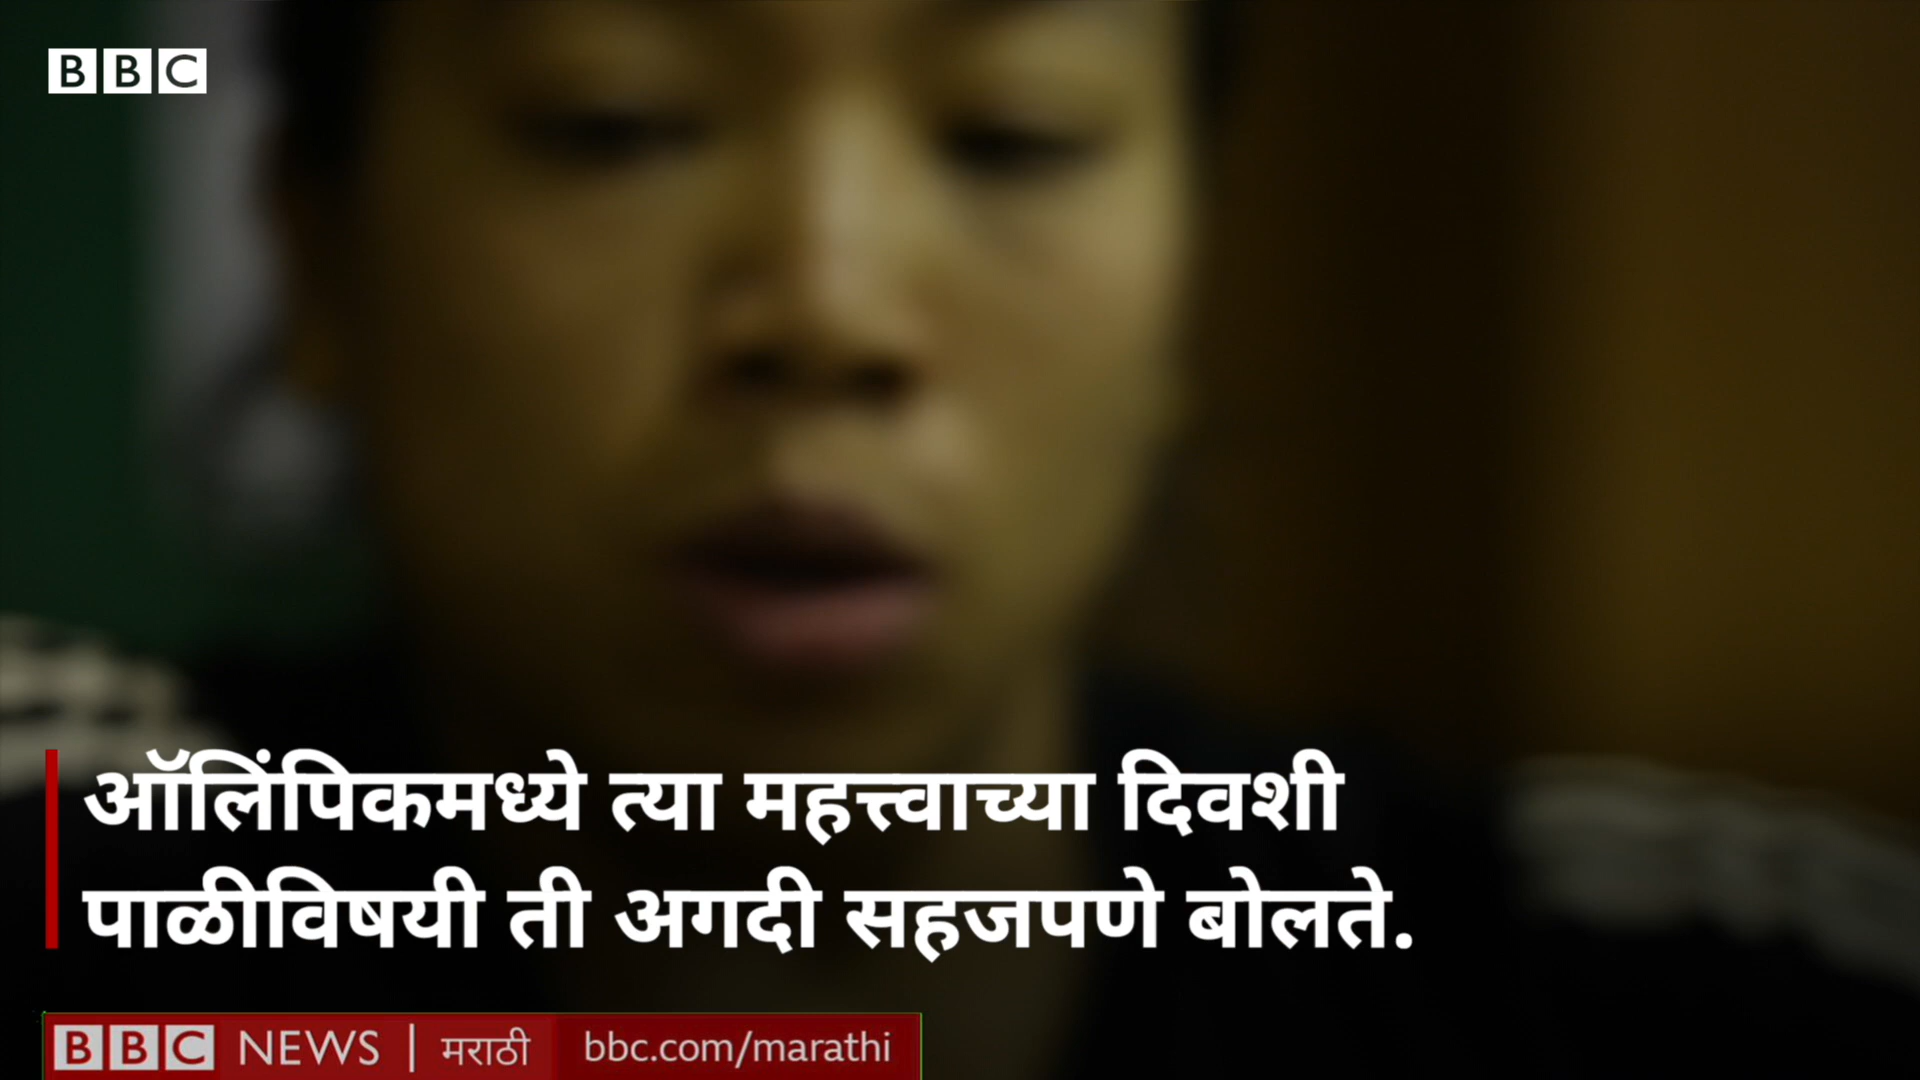 BBC
ऑलिंपिकमध्ये त्या महत्त्वाच्या दिवशी
पाळीविषयी ती अगदी सहजपणे बोलते.
BBC NEWS | मराठी bbc.com/marathi